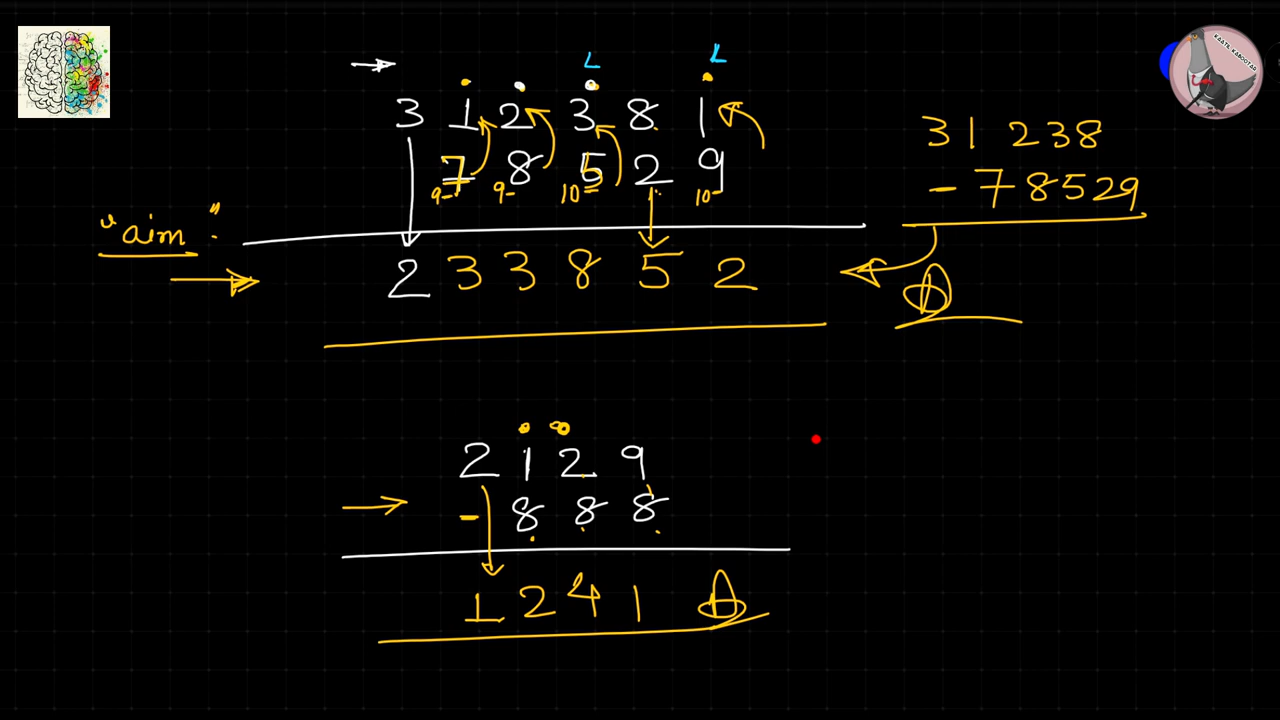 L L
3 1 2 3 8 1
7 8 5 2 9
9- 9- 10- 10-
"aim"
2 3 3 8 5 2
3 1 2 3 8
- 7 8 5 2 9
2 1 2 9
- 8 8 8
1 2 4 1
KAATIL KABOOTAR